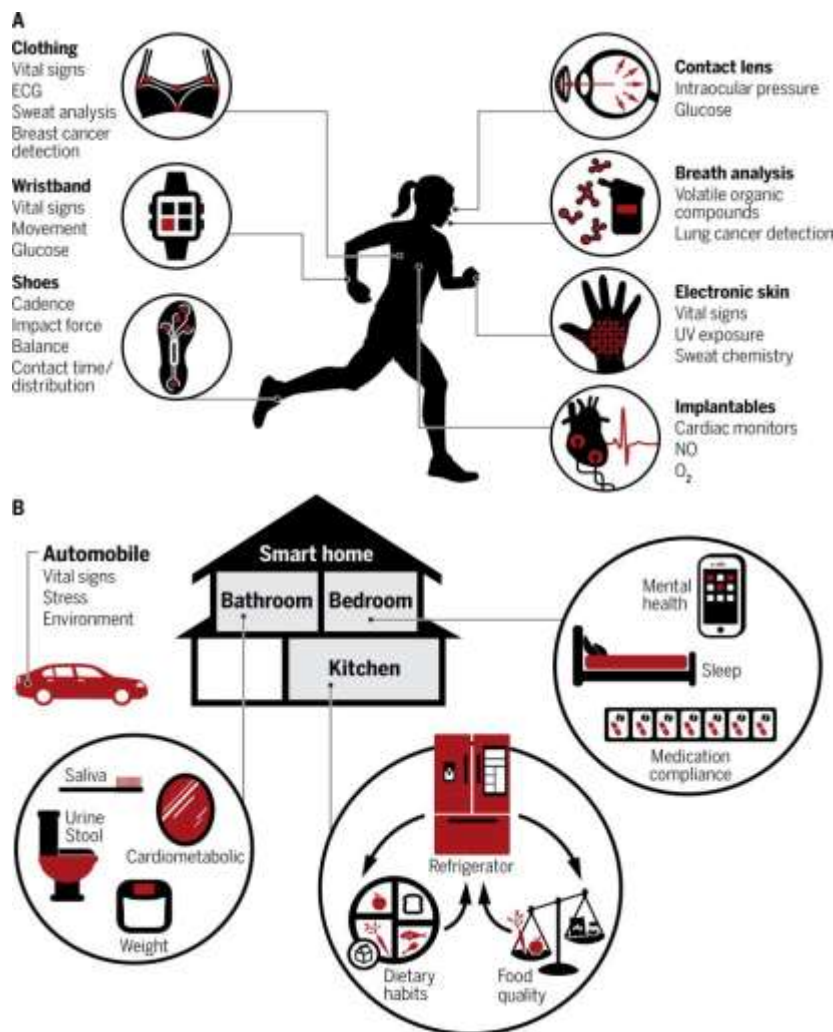 A
Clothing
Vital signs
ECG
Sweat analysis
Breast cancer
detection
Wristband
Vital signs
Movement
Glucose
Shoes
Cadence
Impact force
Balance
Contact time/
distribution
Contact lens
Intraocular pressure
Glucose
Breath analysis
Volatile organic
compounds
Lung cancer detection
Electronic skin
Vital signs
UV exposure
Sweat chemistry
Implantables
Cardiac monitors
NO
O₂
B
Automobile
Vital signs
Stress
Environment
Smart home
Bathroom
Bedroom
Kitchen
Mental
health
Sleep
Medication
compliance
Saliva
Urine
Stool
Cardiometabolic
Weight
Refrigerator
Dietary
habits
Food
quality